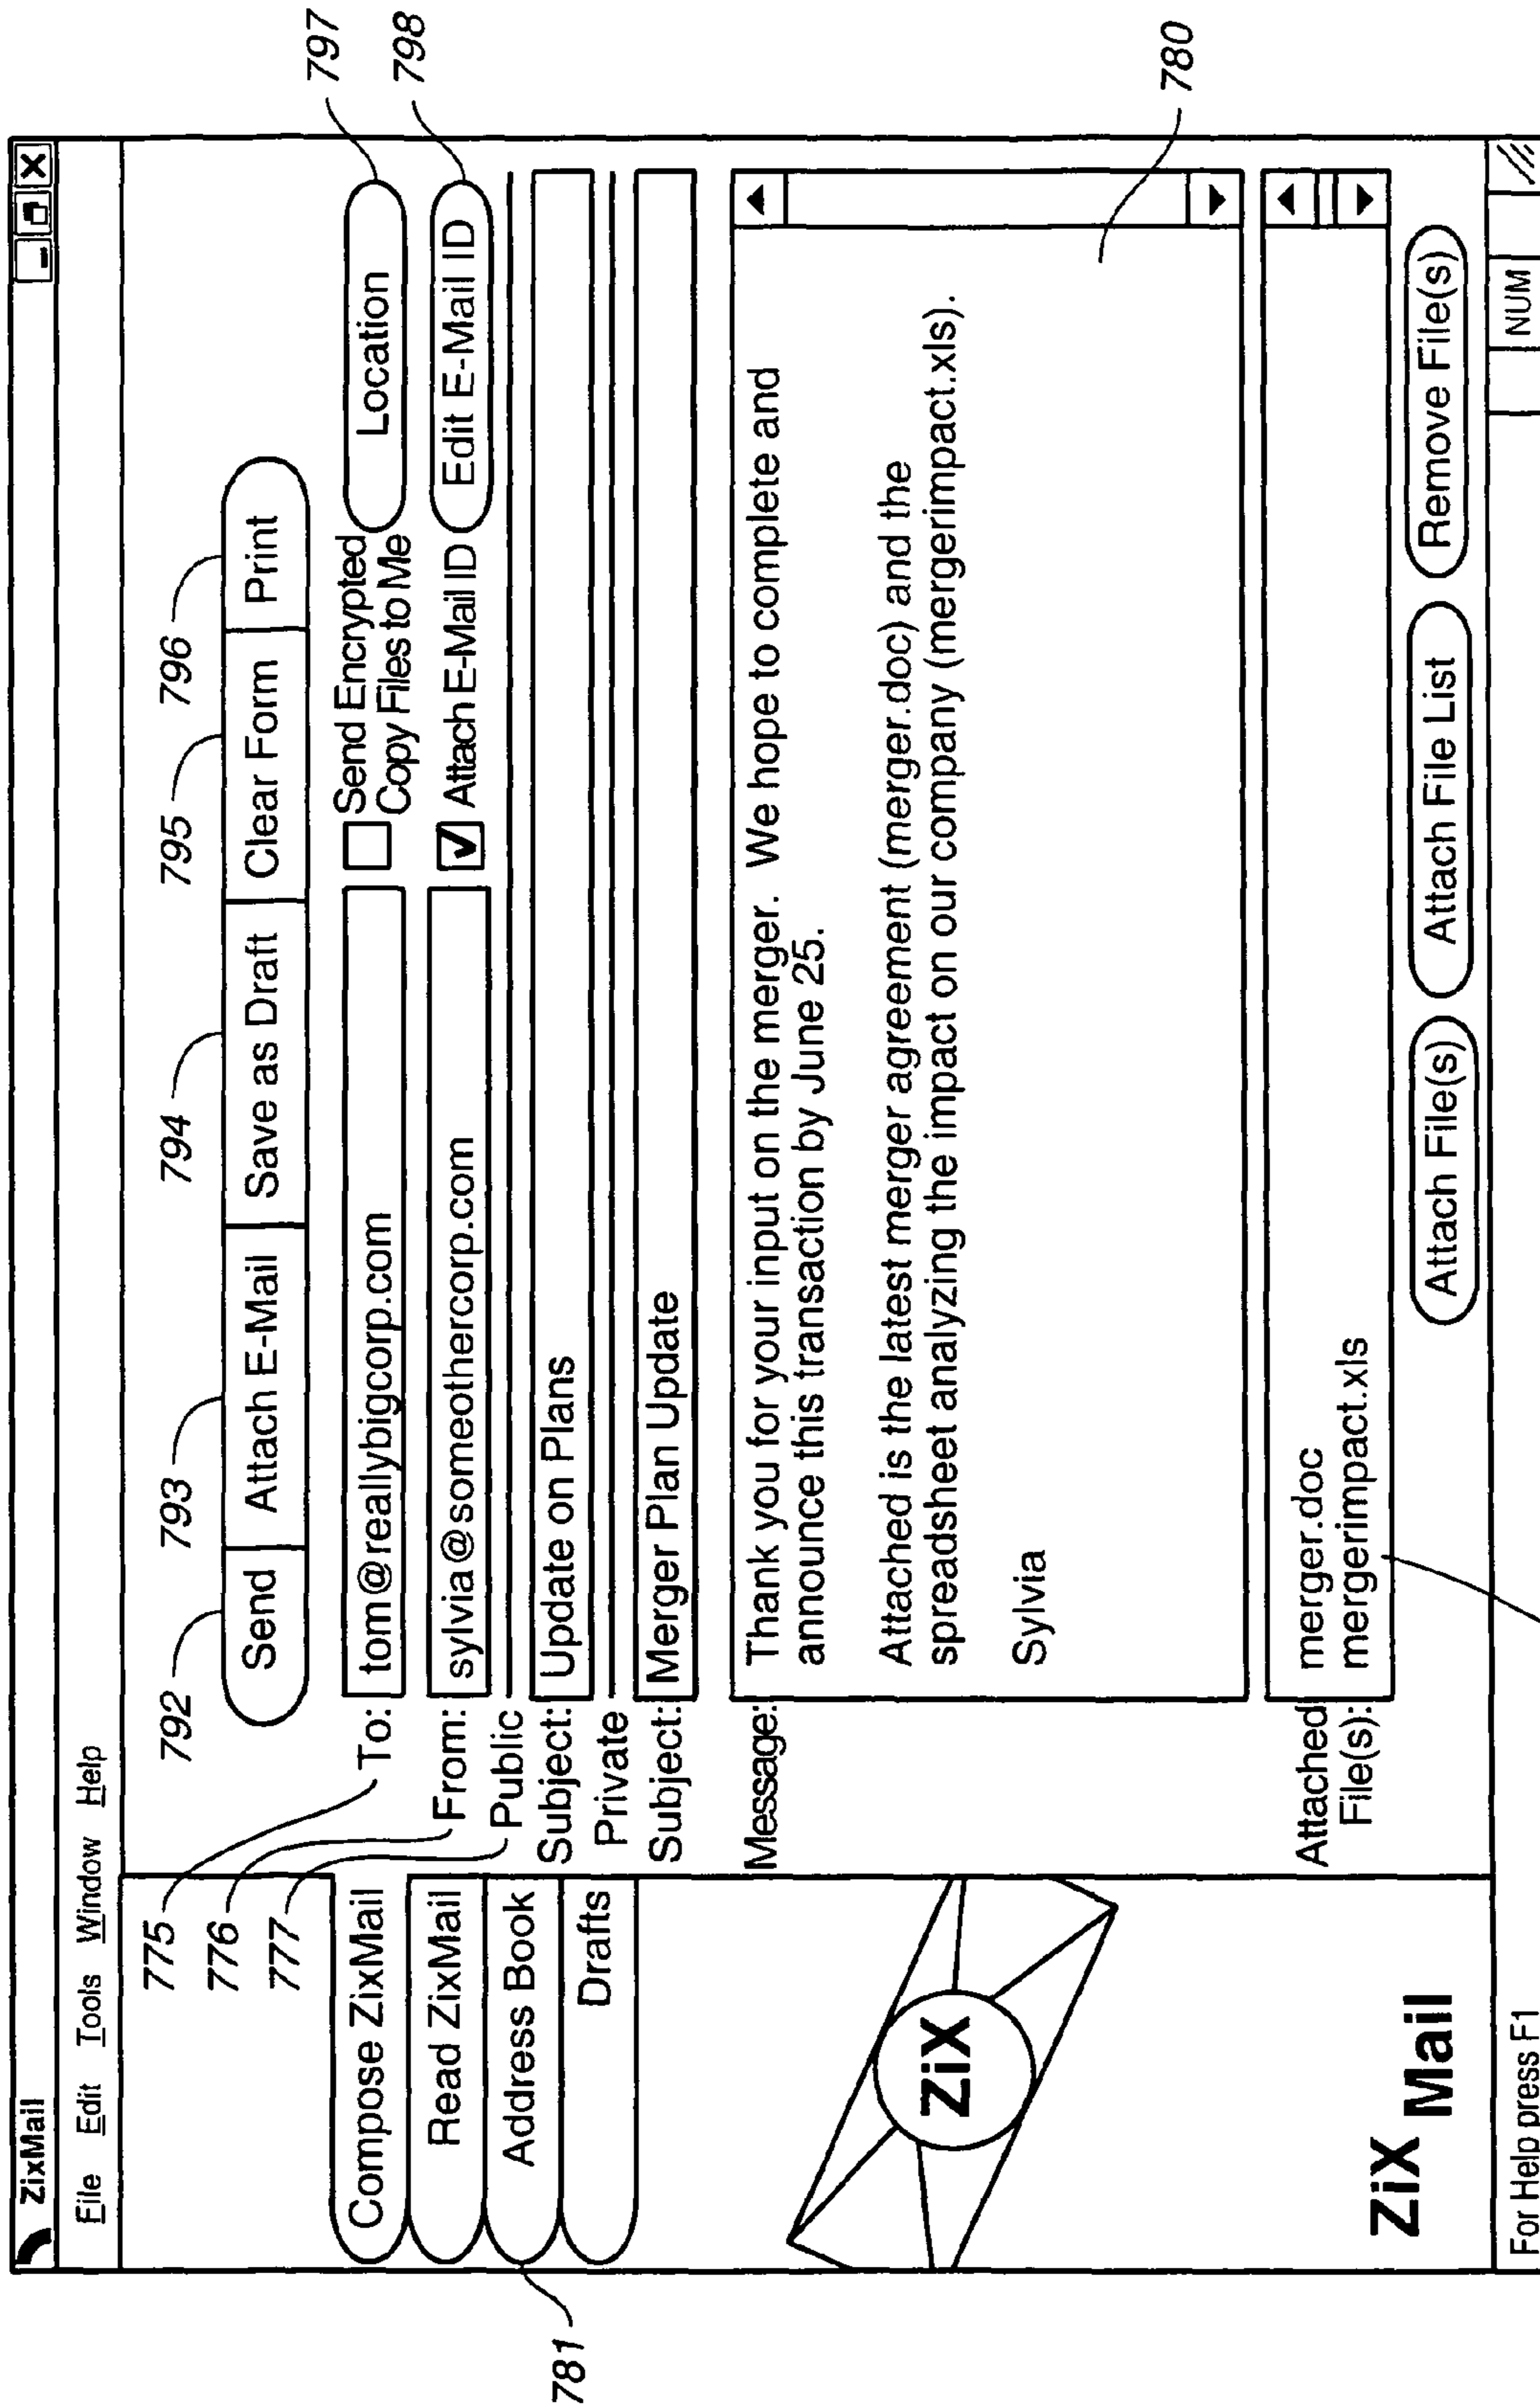 ZixMail
File Edit Tools Window Help
775
776
777
792
793
794
795
796
797
798
Send Attach E-Mail Save as Draft Clear Form Print
Compose ZixMail
Read ZixMail
Address Book
Drafts
781
To: tom@reallybigcorp.com
Send Encrypted
Copy Files to Me
Location
From: sylvia@someothercorp.com
Attach E-Mail ID
Edit E-Mail ID
Public
Subject: Update on Plans
Private
Subject: Merger Plan Update
Message: Thank you for your input on the merger. We hope to complete and
announce this transaction by June 25.
Attached is the latest merger agreement (merger.doc) and the
spreadsheet analyzing the impact on our company (mergerimpact.xls).
Sylvia
780
Attached
File(s):
merger.doc
mergerimpact.xls
Attach File(s) Attach File List Remove File(s)
ZiX
ZiX Mail
For Help press F1
NUM